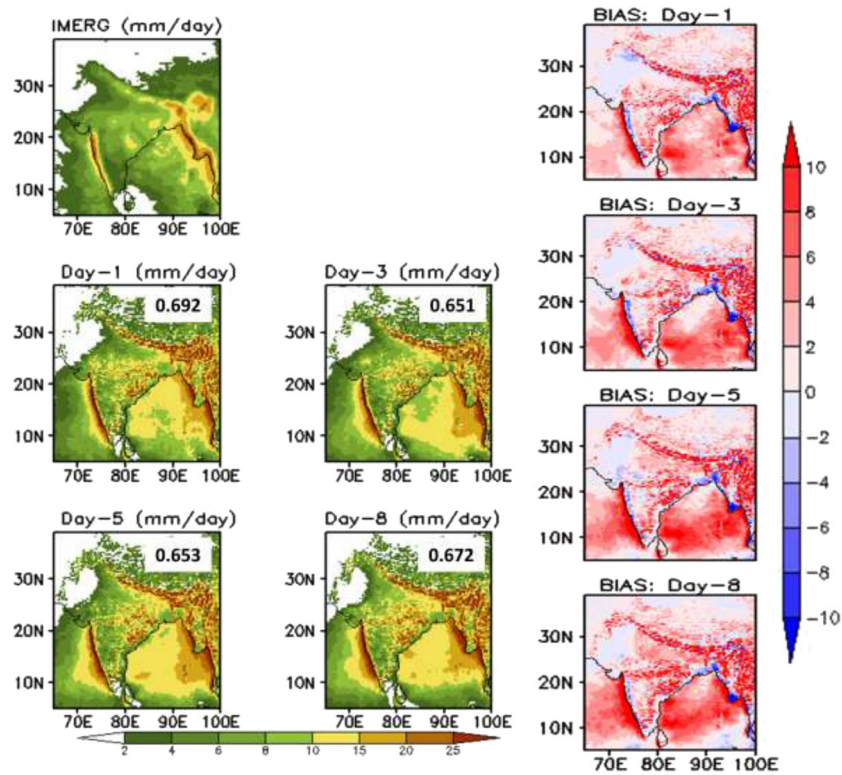 IMERG (mm/day)
30N
20N
10N
70E 80E 90E 100E
Day-1 (mm/day)
0.692
30N
20N
10N
70E 80E 90E 100E
Day-3 (mm/day)
0.651
30N
20N
10N
70E 80E 90E 100E
Day-5 (mm/day)
0.653
30N
20N
10N
70E 80E 90E 100E
Day-8 (mm/day)
0.672
30N
20N
10N
70E 80E 90E 100E
2 4 6 8 10 15 20 25
BIAS: Day-1
30N
20N
10N
BIAS: Day-3
30N
20N
10N
BIAS: Day-5
30N
20N
10N
BIAS: Day-8
30N
20N
10N
70E 80E 90E 100E
10
8
6
4
2
0
-2
-4
-6
-8
-10